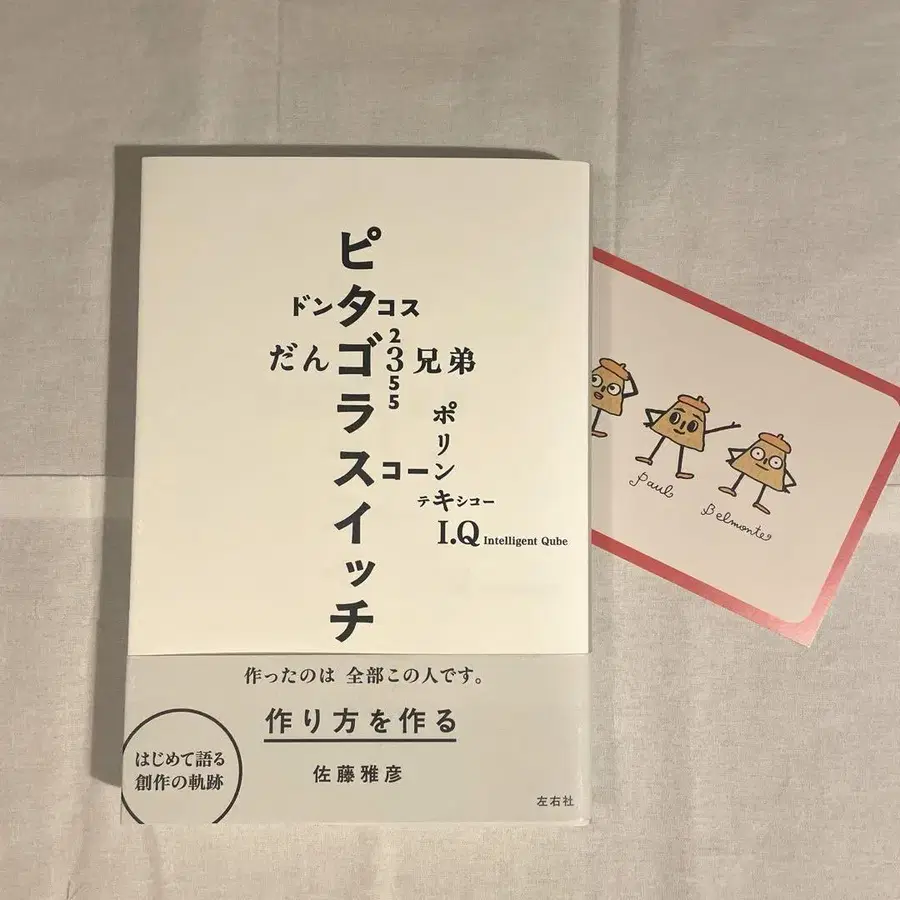 ピタゴラスイッチ
ドンタコス
だんご3兄弟
2355
ポリンキー
スコーン
テキシコー
I.Q Intelligent Qube
作ったのは 全部この人です。
作り方を作る
佐藤雅彦
はじめて語る
創作の軌跡
左右社
Paul
Belmonte